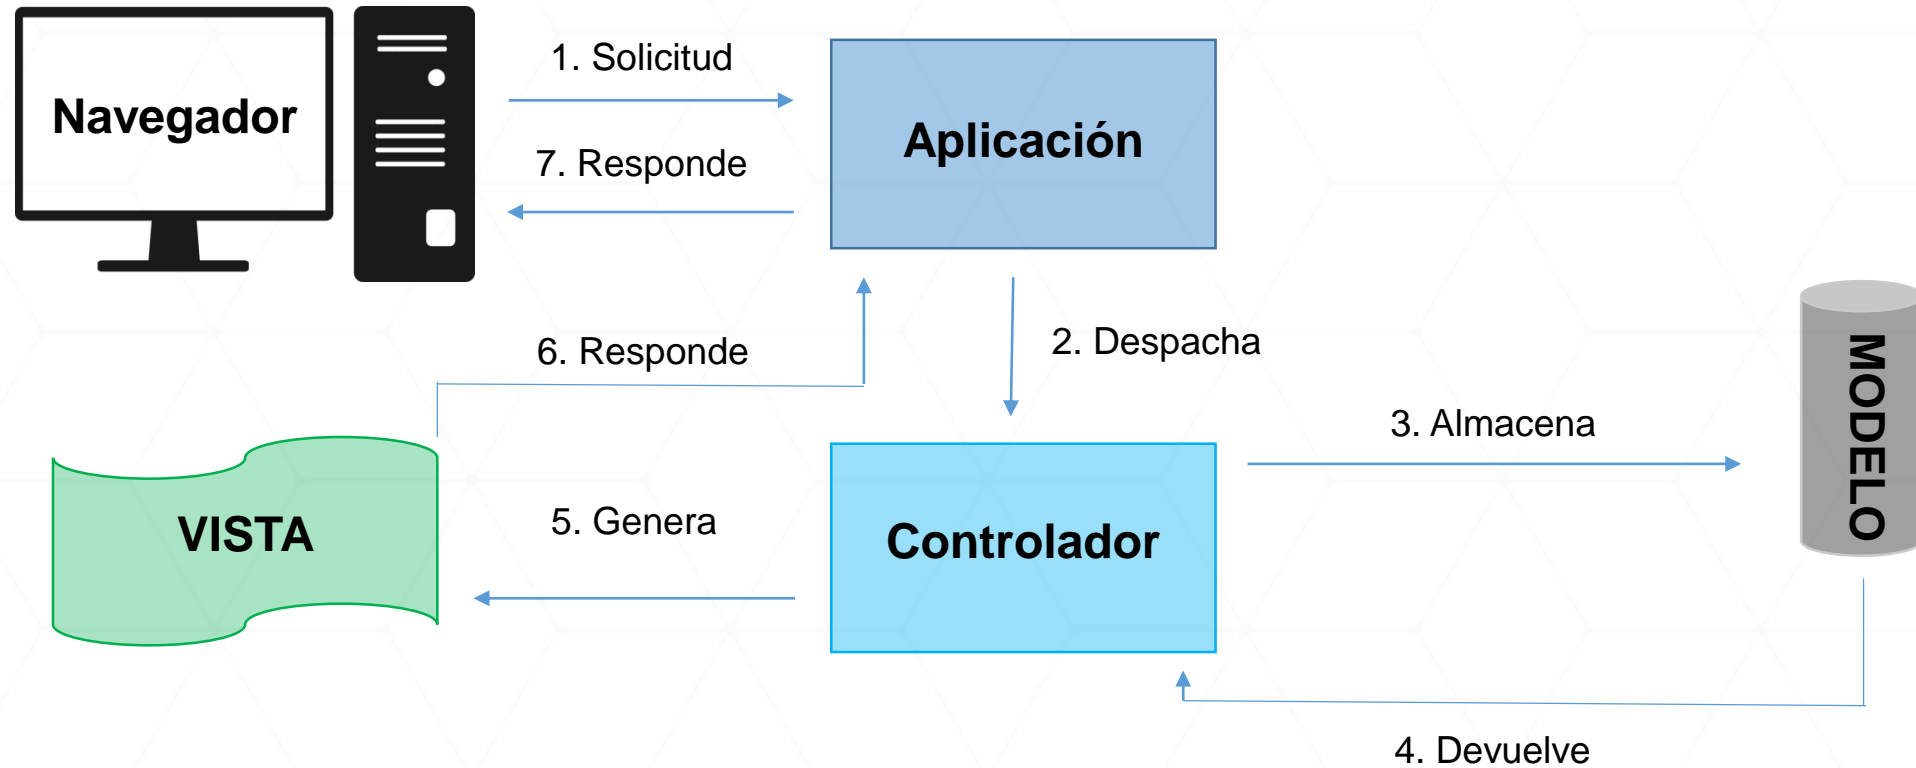 Navegador
1. Solicitud
7. Responde
Aplicación
6. Responde
2. Despacha
3. Almacena
MODELO
VISTA
5. Genera
Controlador
4. Devuelve